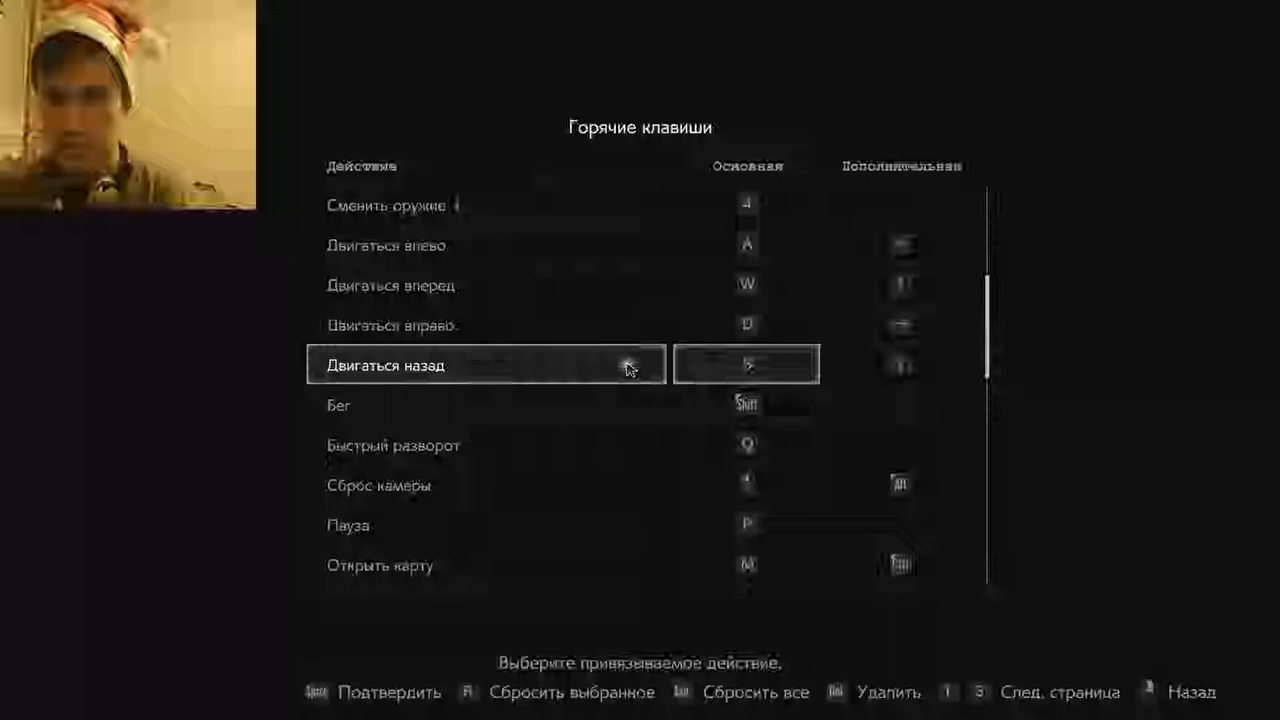 Горячие клавиши
Действие Основная Дополнительная
Сменить оружие 4
Двигаться влево A
Двигаться вперед W
Двигаться вправо D
Двигаться назад S
Бег Shift
Быстрый разворот Q
Сброс камеры Alt
Пауза P
Открыть карту M
Выберите привязываемое действие.
Подтвердить R Сбросить выбранное Сбросить все Удалить След. страница Назад